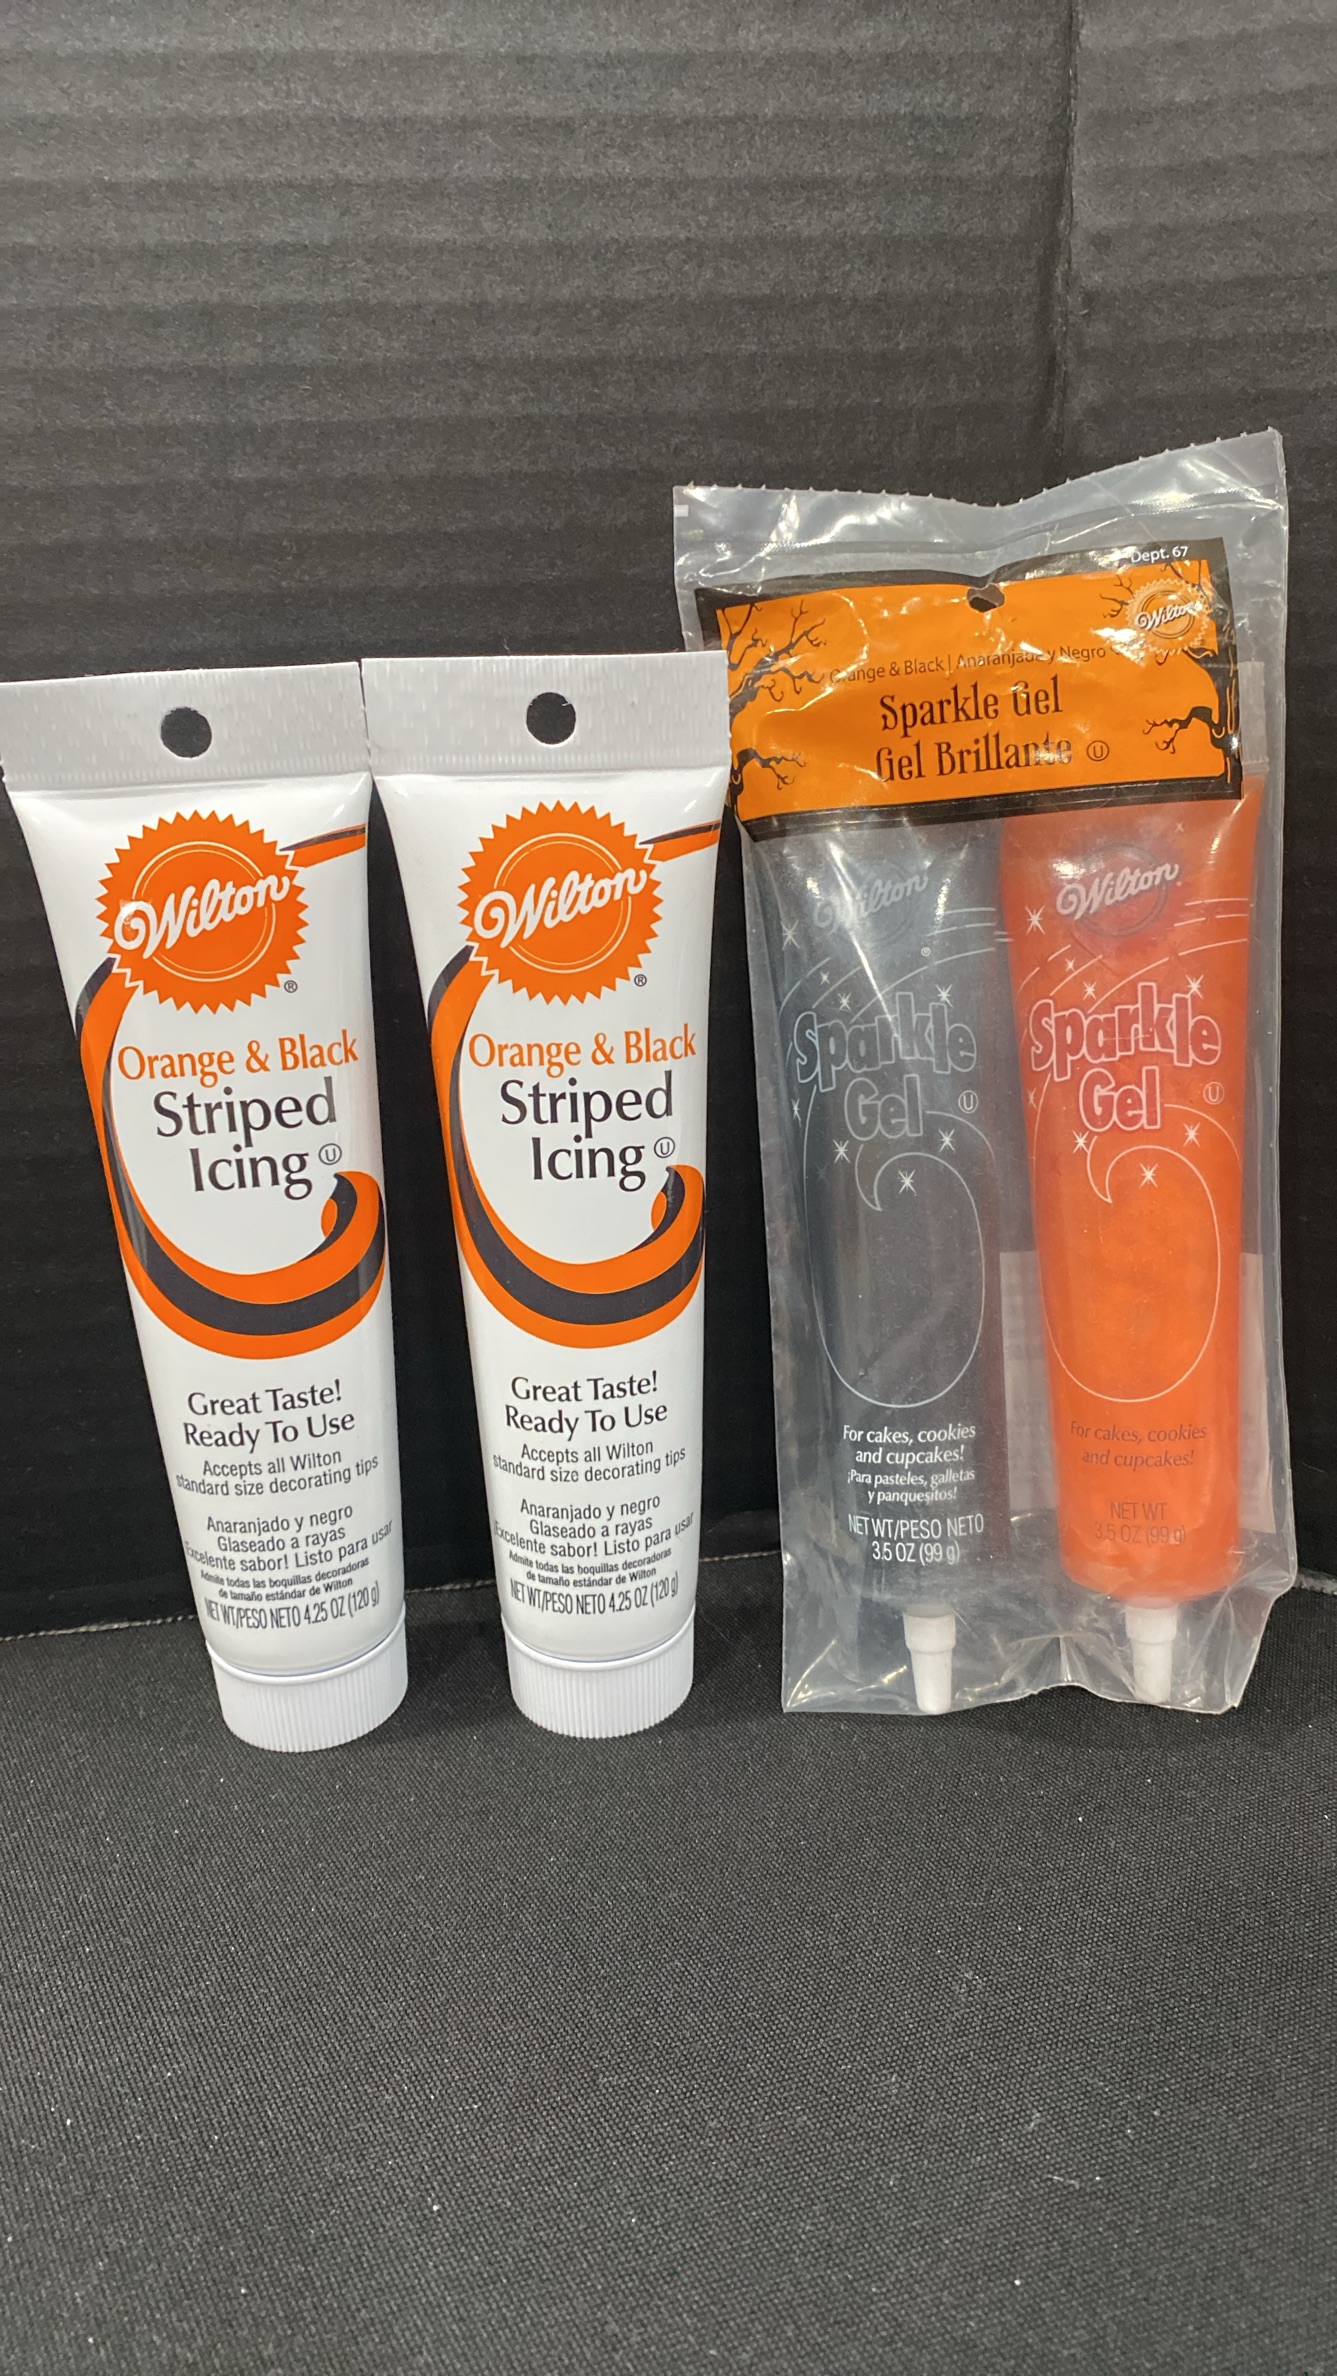 Wilton
®
Orange & Black
Striped
Icing Ⓤ
Great Taste!
Ready To Use
Accepts all Wilton
standard size decorating tips
Anaranjado y negro
Glaseado a rayas
¡Excelente sabor! Listo para usar
Admite todas las boquillas decoradoras
de tamaño estándar de Wilton
NET WT/PESO NETO 4.25 OZ (120 g)
Wilton
®
Orange & Black
Striped
Icing Ⓤ
Great Taste!
Ready To Use
Accepts all Wilton
standard size decorating tips
Anaranjado y negro
Glaseado a rayas
¡Excelente sabor! Listo para usar
Admite todas las boquillas decoradoras
de tamaño estándar de Wilton
NET WT/PESO NETO 4.25 OZ (120 g)
Dept. 67
Wilton
Orange & Black | Anaranjado y Negro
Sparkle Gel
Gel Brillante Ⓤ
Wilton
®
Sparkle
Gel Ⓤ
For cakes, cookies
and cupcakes!
¡Para pasteles, galletas
y panquesitos!
NET WT/PESO NETO
3.5 OZ (99 g)
Wilton
Sparkle
Gel Ⓤ
For cakes, cookies
and cupcakes!
NET WT
3.5 OZ (99 g)